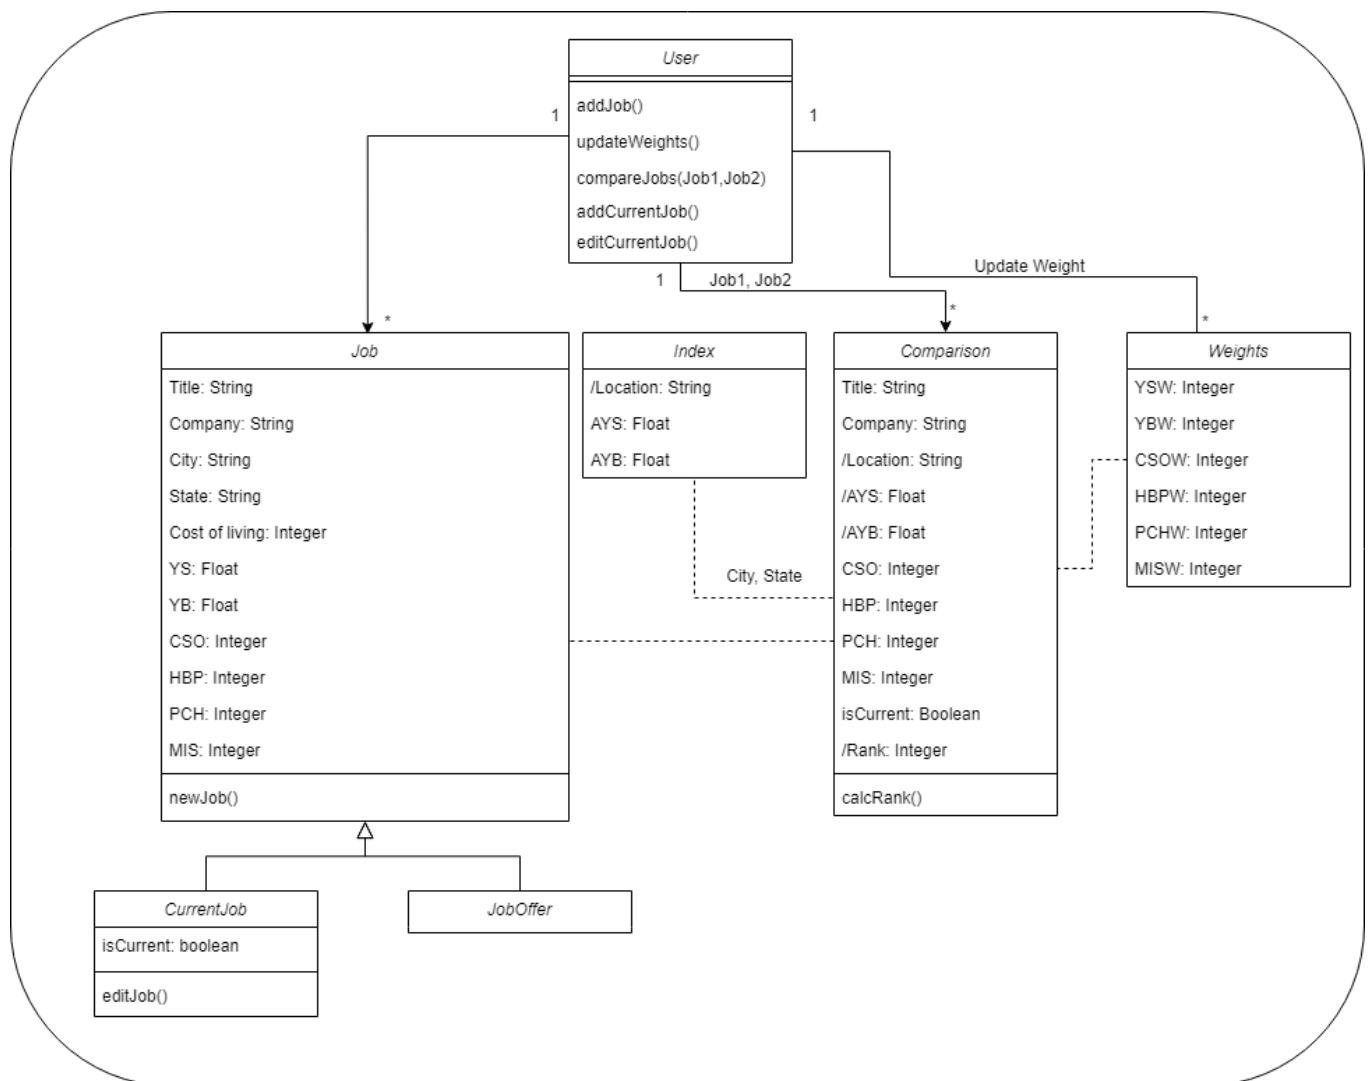 User
addJob()
updateWeights()
compareJobs(Job1,Job2)
addCurrentJob()
editCurrentJob()
1
1
1
Job1, Job2
Update Weight
*
*
*
Job
Title: String
Company: String
City: String
State: String
Cost of living: Integer
YS: Float
YB: Float
CSO: Integer
HBP: Integer
PCH: Integer
MIS: Integer
newJob()
Index
/Location: String
AYS: Float
AYB: Float
City, State
Comparison
Title: String
Company: String
/Location: String
/AYS: Float
/AYB: Float
CSO: Integer
HBP: Integer
PCH: Integer
MIS: Integer
isCurrent: Boolean
/Rank: Integer
calcRank()
Weights
YSW: Integer
YBW: Integer
CSOW: Integer
HBPW: Integer
PCHW: Integer
MISW: Integer
CurrentJob
isCurrent: boolean
editJob()
JobOffer